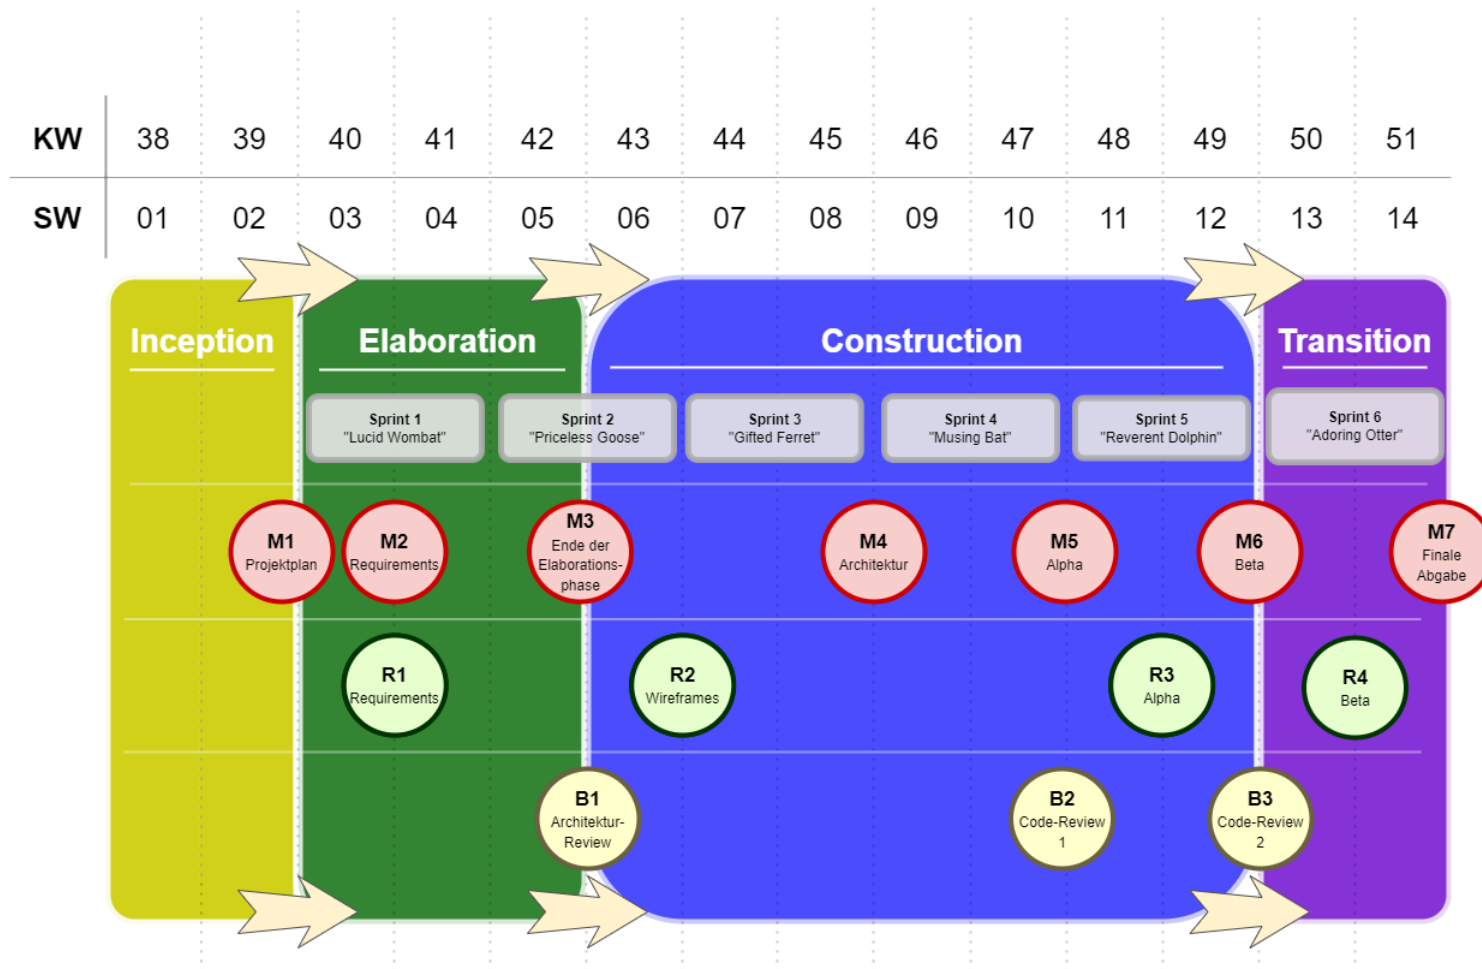 KW 38 39 40 41 42 43 44 45 46 47 48 49 50 51
SW 01 02 03 04 05 06 07 08 09 10 11 12 13 14
Inception Elaboration Construction Transition
Sprint 1
"Lucid Wombat"
Sprint 2
"Priceless Goose"
Sprint 3
"Gifted Ferret"
Sprint 4
"Musing Bat"
Sprint 5
"Reverent Dolphin"
Sprint 6
"Adoring Otter"
M1
Projektplan
M2
Requirements
M3
Ende der
Elaborations-
phase
M4
Architektur
M5
Alpha
M6
Beta
M7
Finale
Abgabe
R1
Requirements
R2
Wireframes
R3
Alpha
R4
Beta
B1
Architektur-
Review
B2
Code-Review
1
B3
Code-Review
2